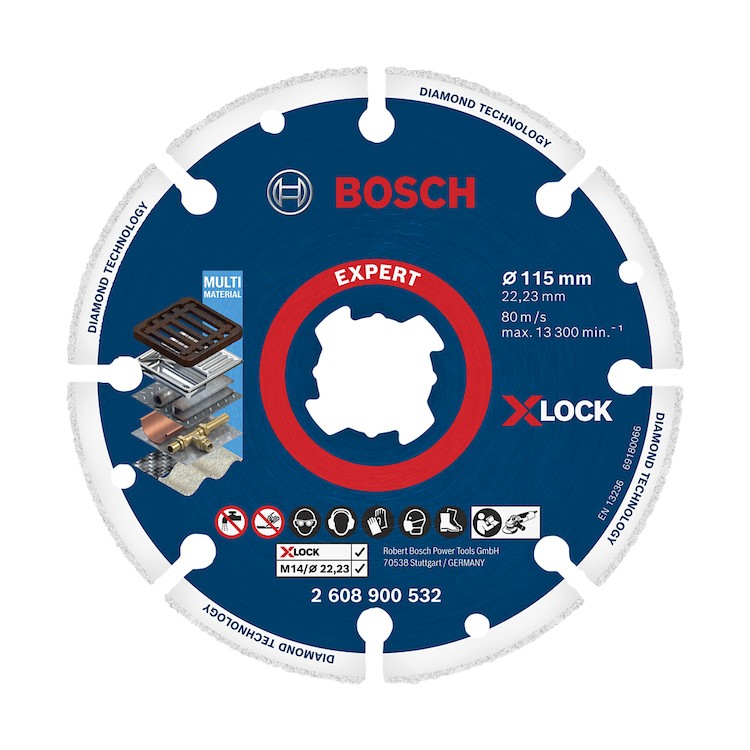 DIAMOND TECHNOLOGY
DIAMOND TECHNOLOGY
BOSCH
EXPERT
MULTI
MATERIAL
Ø 115 mm
22,23 mm
80 m/s
max. 13 300 min.⁻¹
XLOCK
EN 13236 69180066
DIAMOND TECHNOLOGY
XLOCK ✓
M14/Ø 22,23 ✓
Robert Bosch Power Tools GmbH
70538 Stuttgart / GERMANY
2 608 900 532
DIAMOND TECHNOLOGY